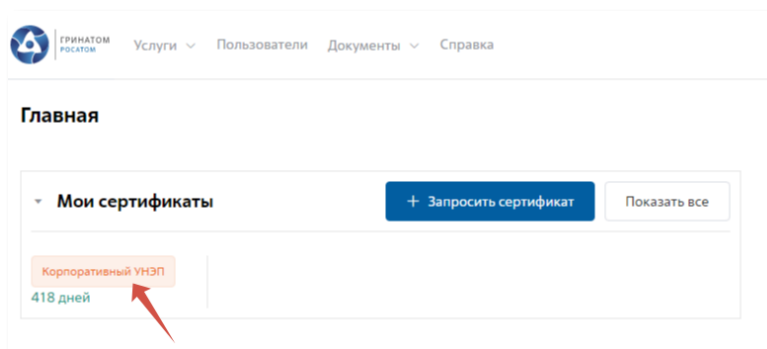 ГРИНАТОМ
РОСАТОМ
Услуги Пользователи Документы Справка
Главная
Мои сертификаты + Запросить сертификат Показать все
Корпоративный УНЭП
418 дней